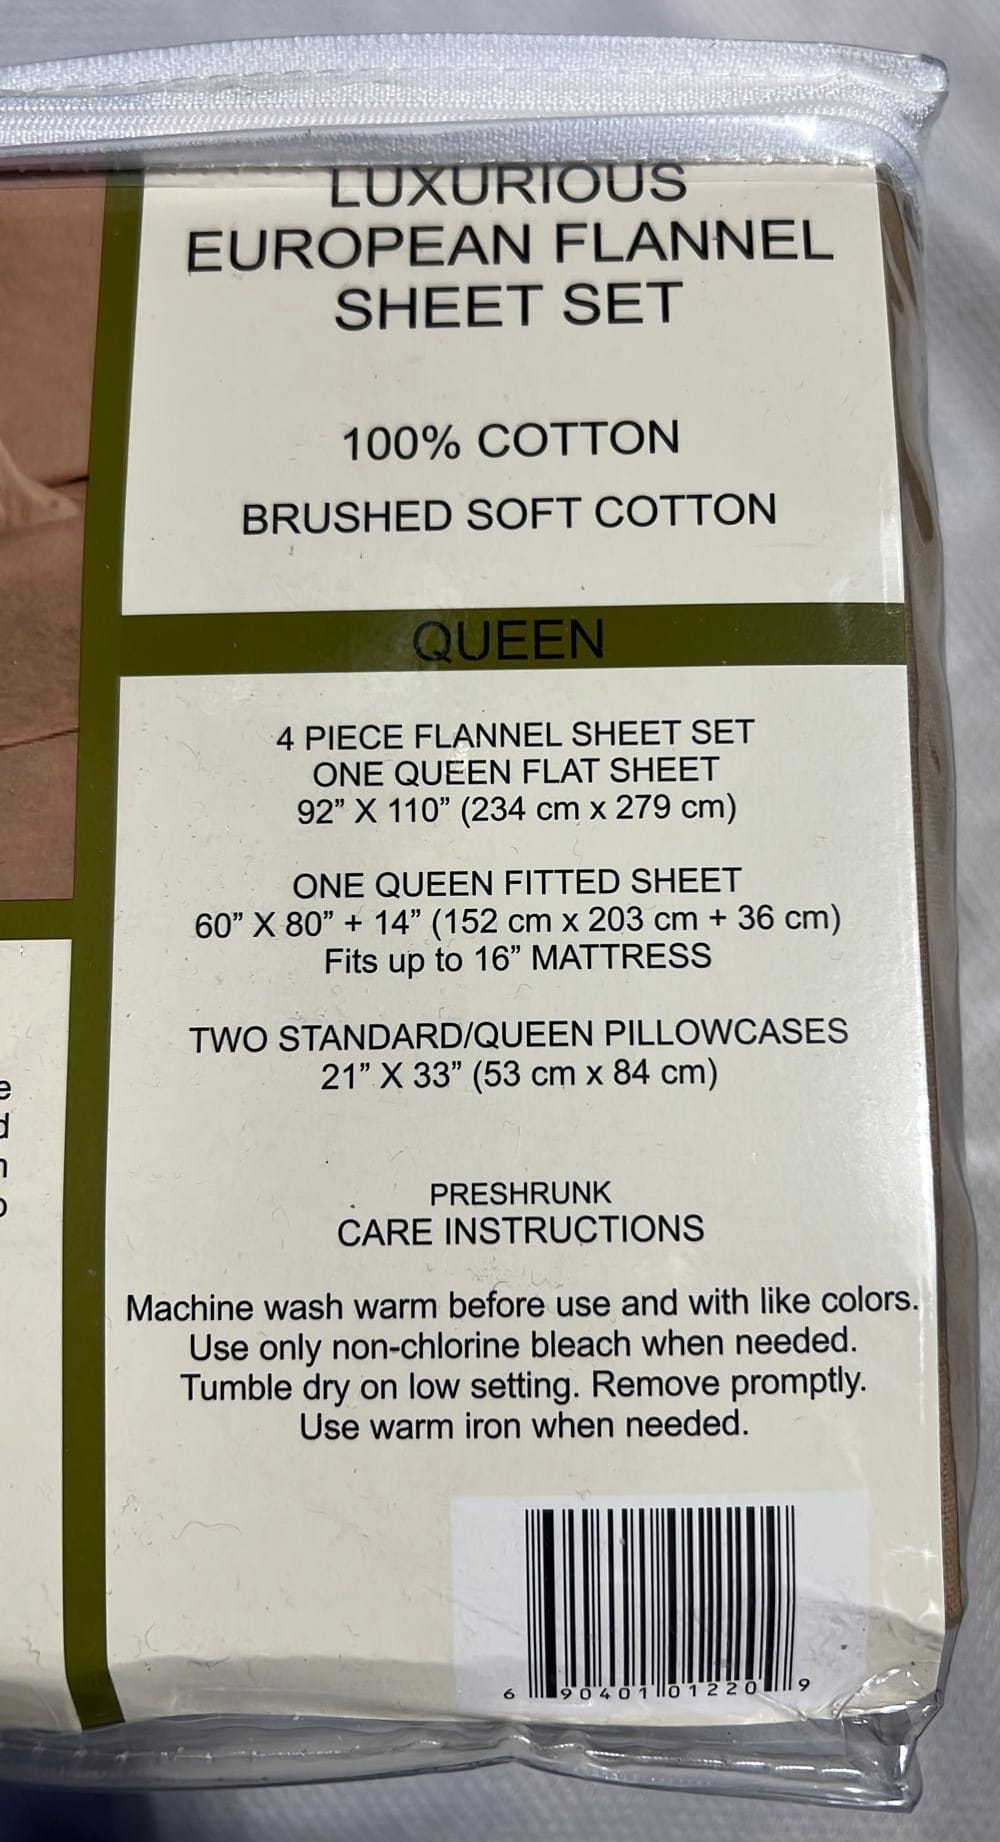 LUXURIOUS
EUROPEAN FLANNEL
SHEET SET
100% COTTON
BRUSHED SOFT COTTON
QUEEN
4 PIECE FLANNEL SHEET SET
ONE QUEEN FLAT SHEET
92” X 110” (234 cm x 279 cm)
ONE QUEEN FITTED SHEET
60” X 80” + 14” (152 cm x 203 cm + 36 cm)
Fits up to 16” MATTRESS
TWO STANDARD/QUEEN PILLOWCASES
21” X 33” (53 cm x 84 cm)
PRESHRUNK
CARE INSTRUCTIONS
Machine wash warm before use and with like colors.
Use only non-chlorine bleach when needed.
Tumble dry on low setting. Remove promptly.
Use warm iron when needed.
6 90401 01220 9